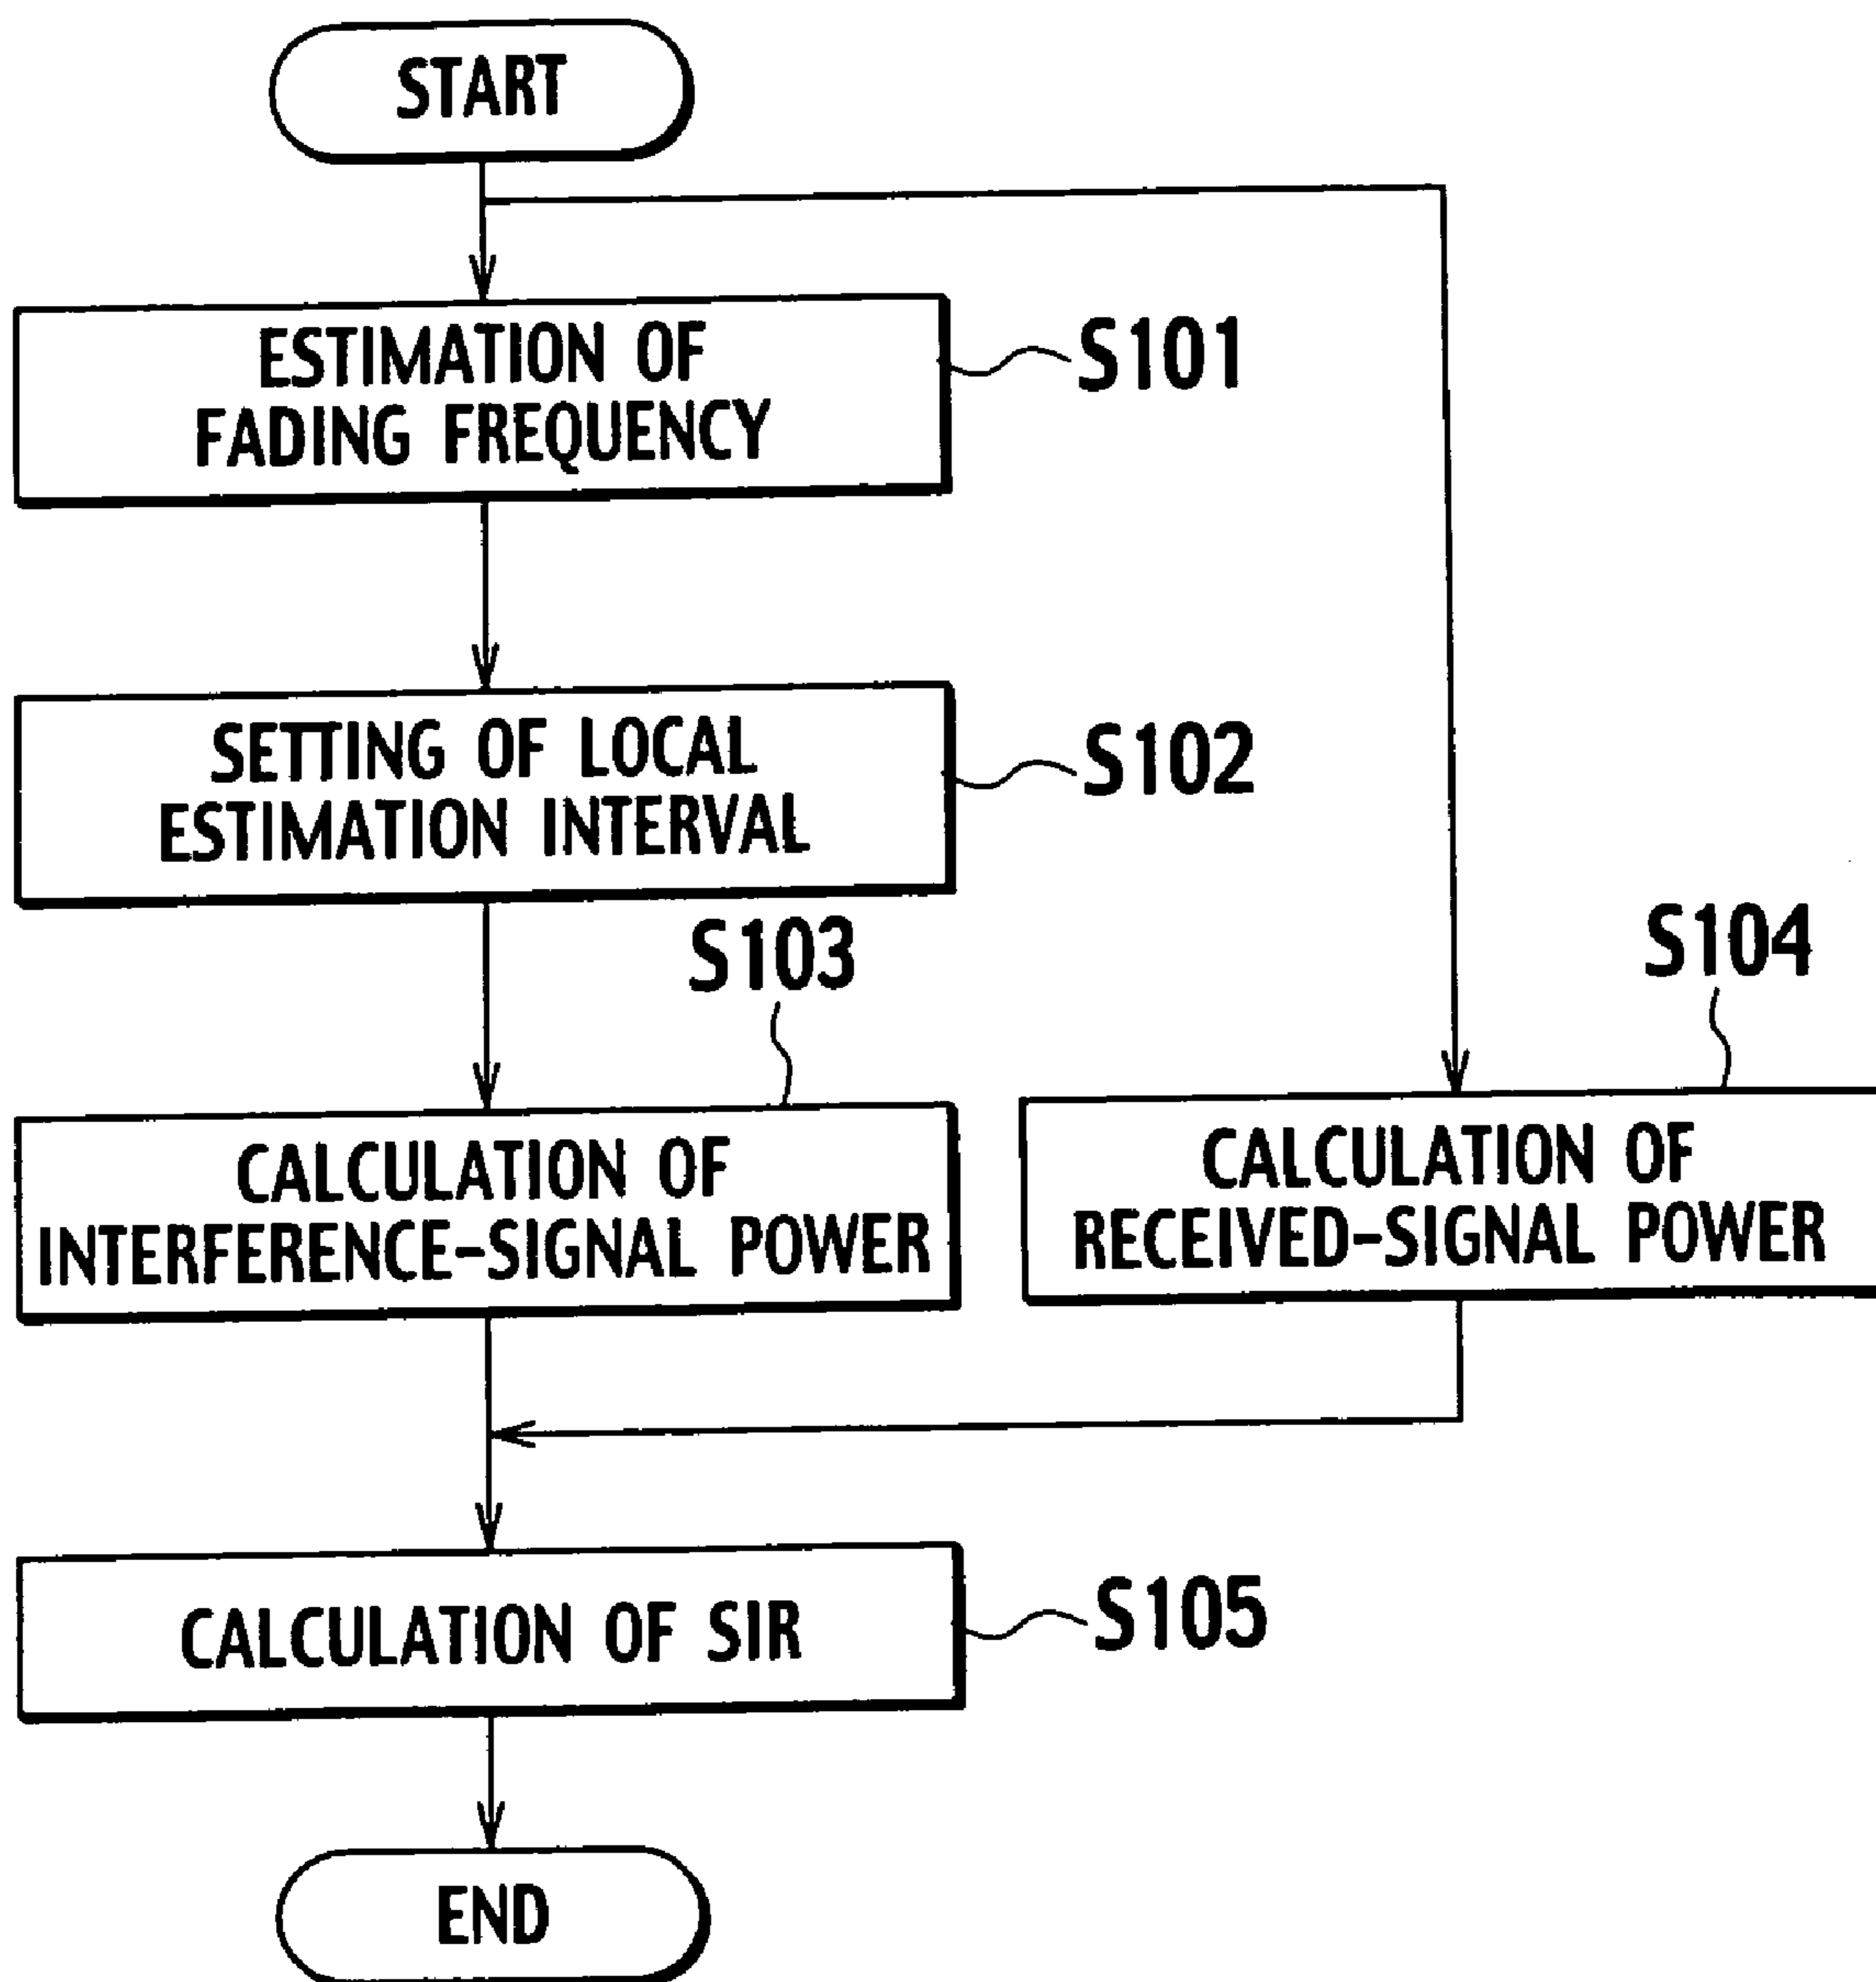 START
ESTIMATION OF
FADING FREQUENCY
S101
SETTING OF LOCAL
ESTIMATION INTERVAL
S102
S103
CALCULATION OF
INTERFERENCE-SIGNAL POWER
S104
CALCULATION OF
RECEIVED-SIGNAL POWER
CALCULATION OF SIR
S105
END